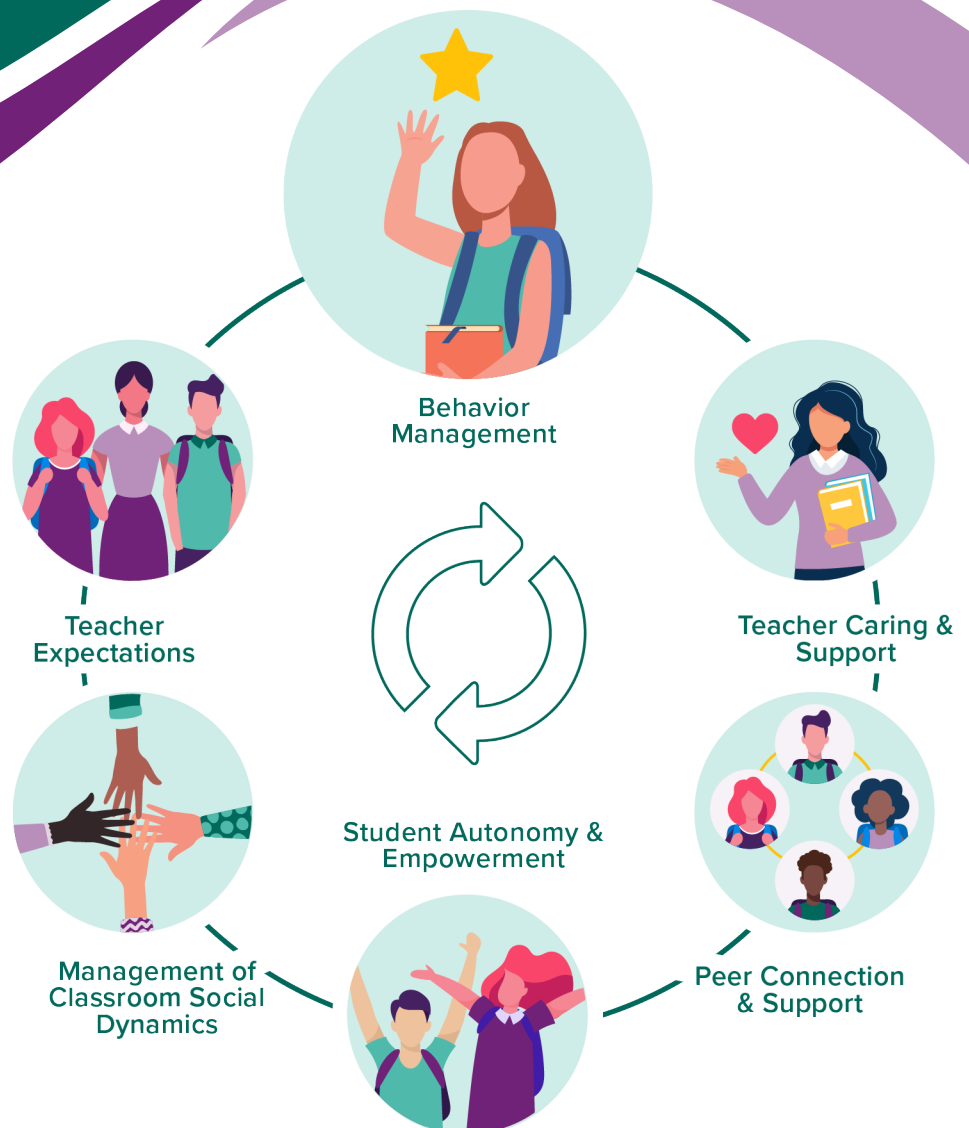 Behavior
Management
Teacher
Expectations
Teacher Caring &
Support
Student Autonomy &
Empowerment
Management of
Classroom Social
Dynamics
Peer Connection
& Support